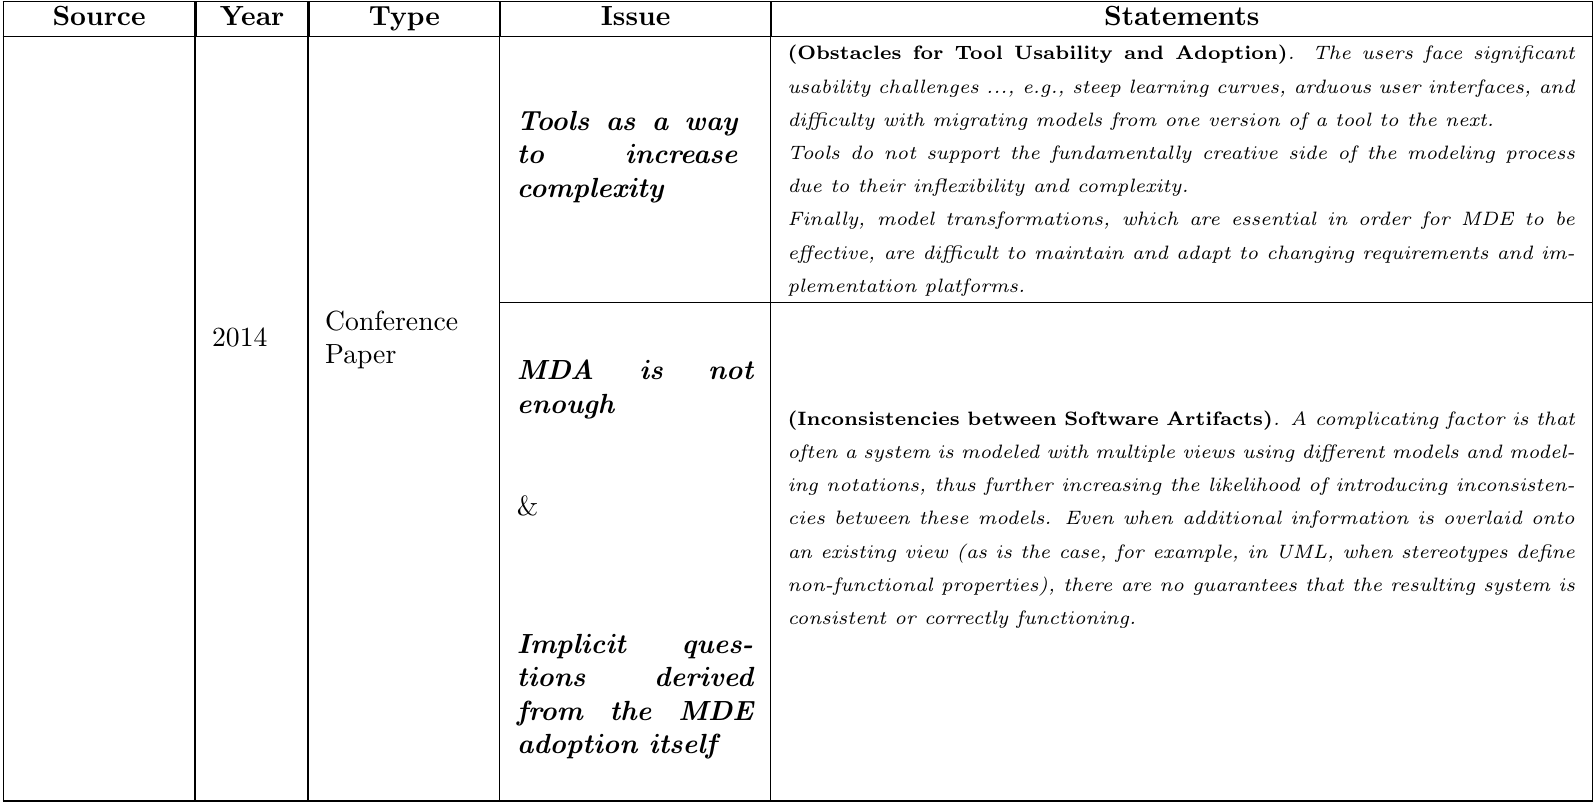 Source Year Type Issue Statements
2014
Conference
Paper
Tools as a way
to increase
complexity
(Obstacles for Tool Usability and Adoption). The users face significant
usability challenges ..., e.g., steep learning curves, arduous user interfaces, and
difficulty with migrating models from one version of a tool to the next.
Tools do not support the fundamentally creative side of the modeling process
due to their inflexibility and complexity.
Finally, model transformations, which are essential in order for MDE to be
effective, are difficult to maintain and adapt to changing requirements and im-
plementation platforms.
MDA is not
enough
&
Implicit ques-
tions derived
from the MDE
adoption itself
(Inconsistencies between Software Artifacts). A complicating factor is that
often a system is modeled with multiple views using different models and model-
ing notations, thus further increasing the likelihood of introducing inconsisten-
cies between these models. Even when additional information is overlaid onto
an existing view (as is the case, for example, in UML, when stereotypes define
non-functional properties), there are no guarantees that the resulting system is
consistent or correctly functioning.